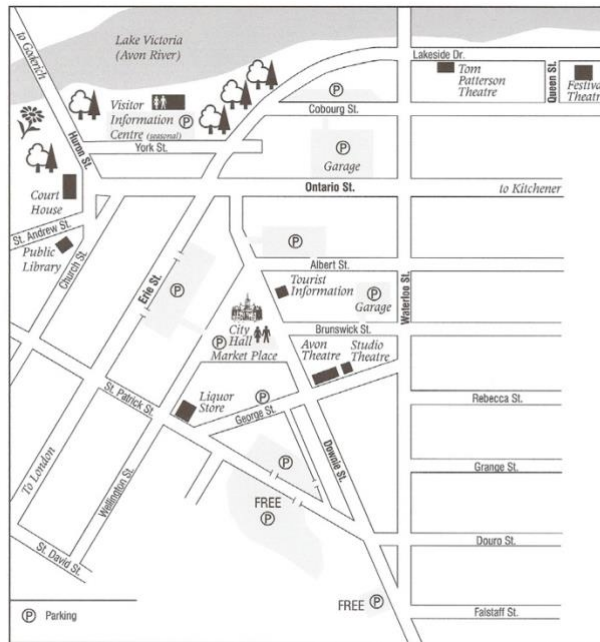 to Goderich
Lake Victoria
(Avon River)
Lakeside Dr.
Tom
Patterson
Theatre
Queen St.
Festival
Theatre
P
Cobourg St.
Visitor
Information
Centre (seasonal)
P
Huron St.
York St.
P
Garage
Court
House
Ontario St.
to Kitchener
St. Andrew St.
Public
Library
Church St.
Erie St.
P
P
Albert St.
Tourist
Information
P
Garage
Waterloo St.
City
Hall
P
Market Place
Brunswick St.
Avon
Theatre
Studio
Theatre
St. Patrick St.
Liquor
Store
P
George St.
Rebecca St.
To London
Wellington St.
Downie St.
P
Grange St.
FREE
P
St. David St.
Douro St.
FREE P
Falstaff St.
P Parking